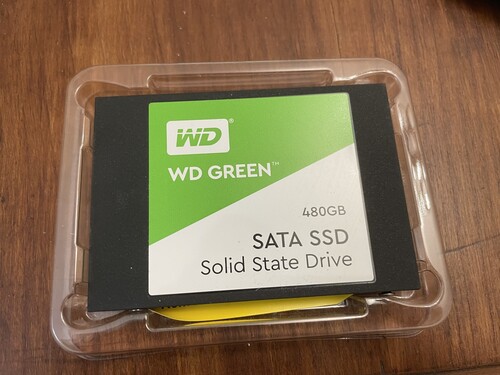 WD®
WD GREEN™
480GB
SATA SSD
Solid State Drive